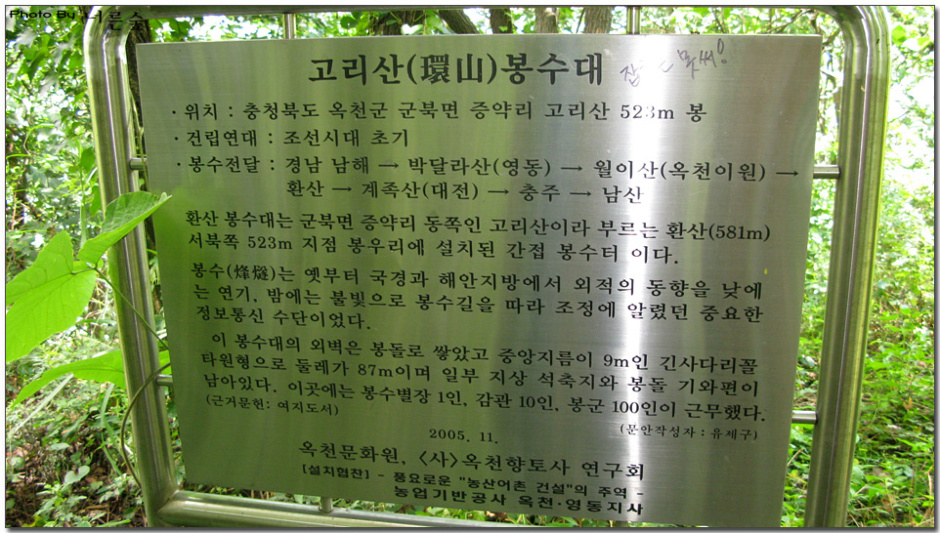 Photo By 너른숲
고리산(環山)봉수대
· 위치 : 충청북도 옥천군 군북면 증약리 고리산 523m 봉
· 건립연대 : 조선시대 초기
· 봉수전달 : 경남 남해 → 박달라산(영동) → 월이산(옥천이원) →
환산 → 계족산(대전) → 충주 → 남산
환산 봉수대는 군북면 증약리 동쪽인 고리산이라 부르는 환산(581m)
서북쪽 523m 지점 봉우리에 설치된 간접 봉수터 이다.
봉수(烽燧)는 옛부터 국경과 해안지방에서 외적의 동향을 낮에
는 연기, 밤에는 불빛으로 봉수길을 따라 조정에 알렸던 중요한
정보통신 수단이었다.
이 봉수대의 외벽은 봉돌로 쌓았고 중앙지름이 9m인 긴사다리꼴
타원형으로 둘레가 87m이며 일부 지상 석축지와 봉돌 기와편이
남아있다. 이곳에는 봉수별장 1인, 감관 10인, 봉군 100인이 근무했다.
(근거문헌: 여지도서)
(문안작성자 : 유제구)
2005. 11.
옥천문화원, 〈사〉옥천향토사 연구회
[설치협찬] - 풍요로운 "농산어촌 건설"의 주역 -
농업기반공사 옥천·영동지사